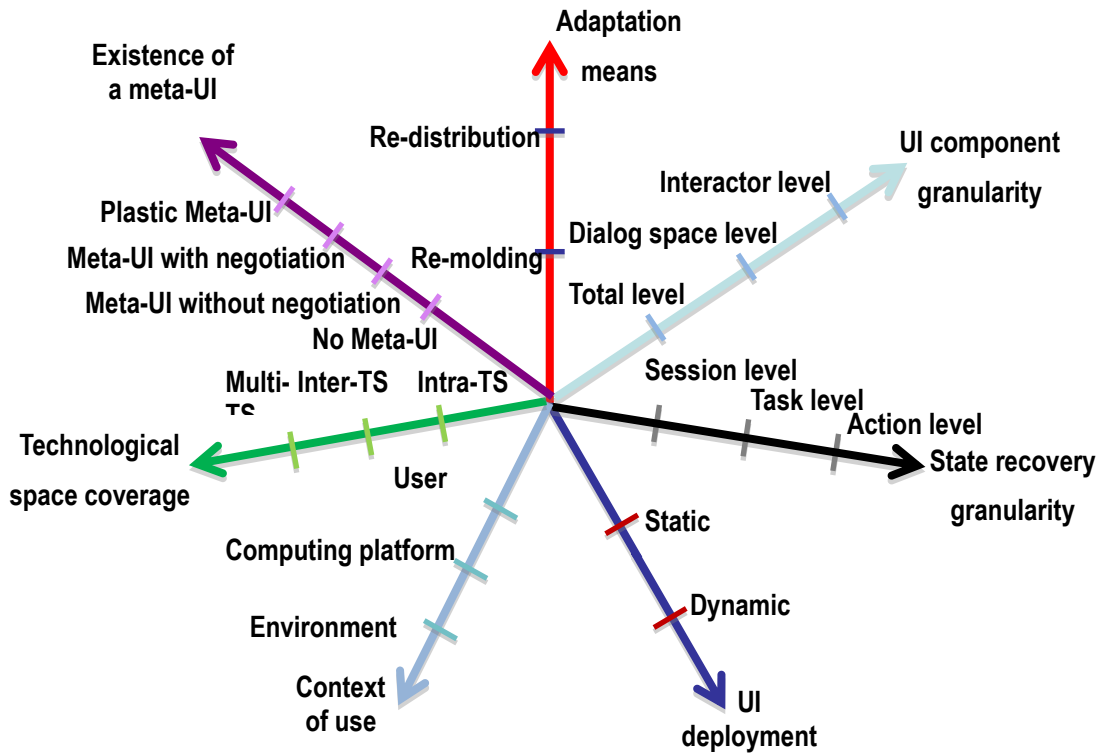 Adaptation
means
Existence of
a meta-UI
Re-distribution
UI component
granularity
Interactor level
Plastic Meta-UI
Dialog space level
Meta-UI with negotiation
Re-molding
Meta-UI without negotiation
Total level
No Meta-UI
Multi- Inter-TS
TS
Intra-TS
Session level
Task level
Action level
Technological
space coverage
State recovery
granularity
User
Static
Computing platform
Dynamic
Environment
Context
of use
UI
deployment